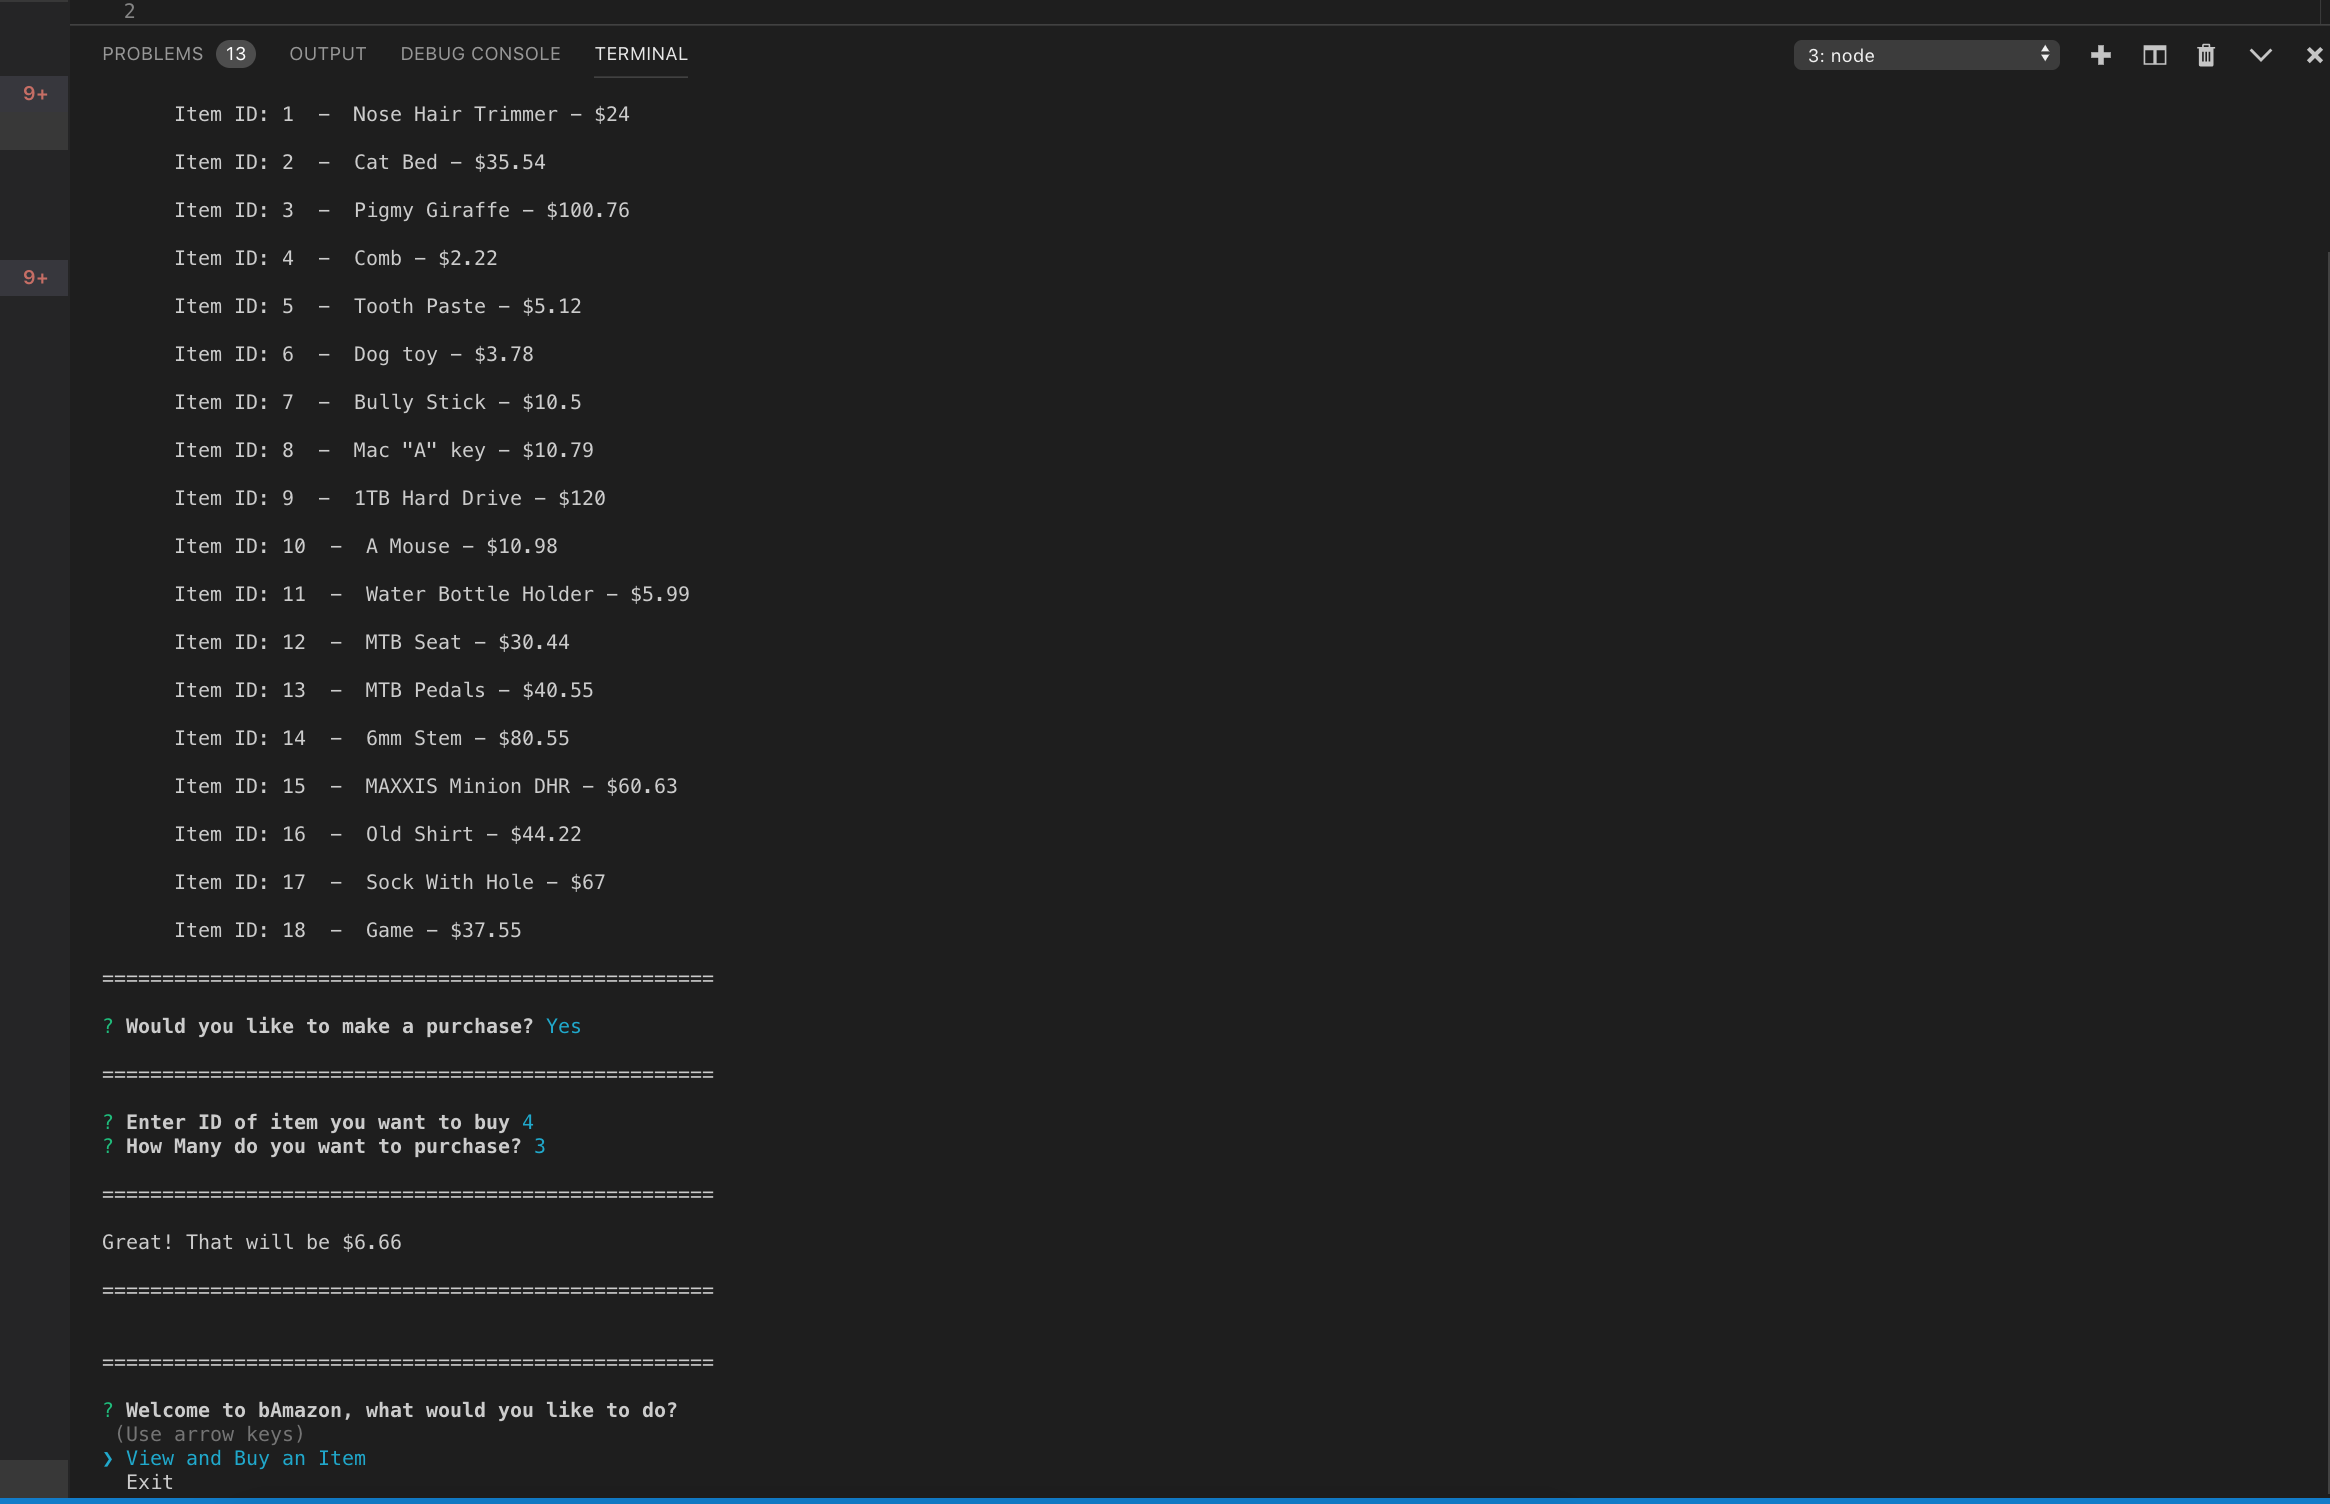 2
PROBLEMS 13 OUTPUT DEBUG CONSOLE TERMINAL 3: node
9+
9+
Item ID: 1  –  Nose Hair Trimmer – $24
Item ID: 2  –  Cat Bed – $35.54
Item ID: 3  –  Pigmy Giraffe – $100.76
Item ID: 4  –  Comb – $2.22
Item ID: 5  –  Tooth Paste – $5.12
Item ID: 6  –  Dog toy – $3.78
Item ID: 7  –  Bully Stick – $10.5
Item ID: 8  –  Mac "A" key – $10.79
Item ID: 9  –  1TB Hard Drive – $120
Item ID: 10  –  A Mouse – $10.98
Item ID: 11  –  Water Bottle Holder – $5.99
Item ID: 12  –  MTB Seat – $30.44
Item ID: 13  –  MTB Pedals – $40.55
Item ID: 14  –  6mm Stem – $80.55
Item ID: 15  –  MAXXIS Minion DHR – $60.63
Item ID: 16  –  Old Shirt – $44.22
Item ID: 17  –  Sock With Hole – $67
Item ID: 18  –  Game – $37.55
===================================================
? Would you like to make a purchase? Yes
===================================================
? Enter ID of item you want to buy 4
? How Many do you want to purchase? 3
===================================================
Great! That will be $6.66
===================================================
===================================================
? Welcome to bAmazon, what would you like to do?
(Use arrow keys)
❯ View and Buy an Item
Exit